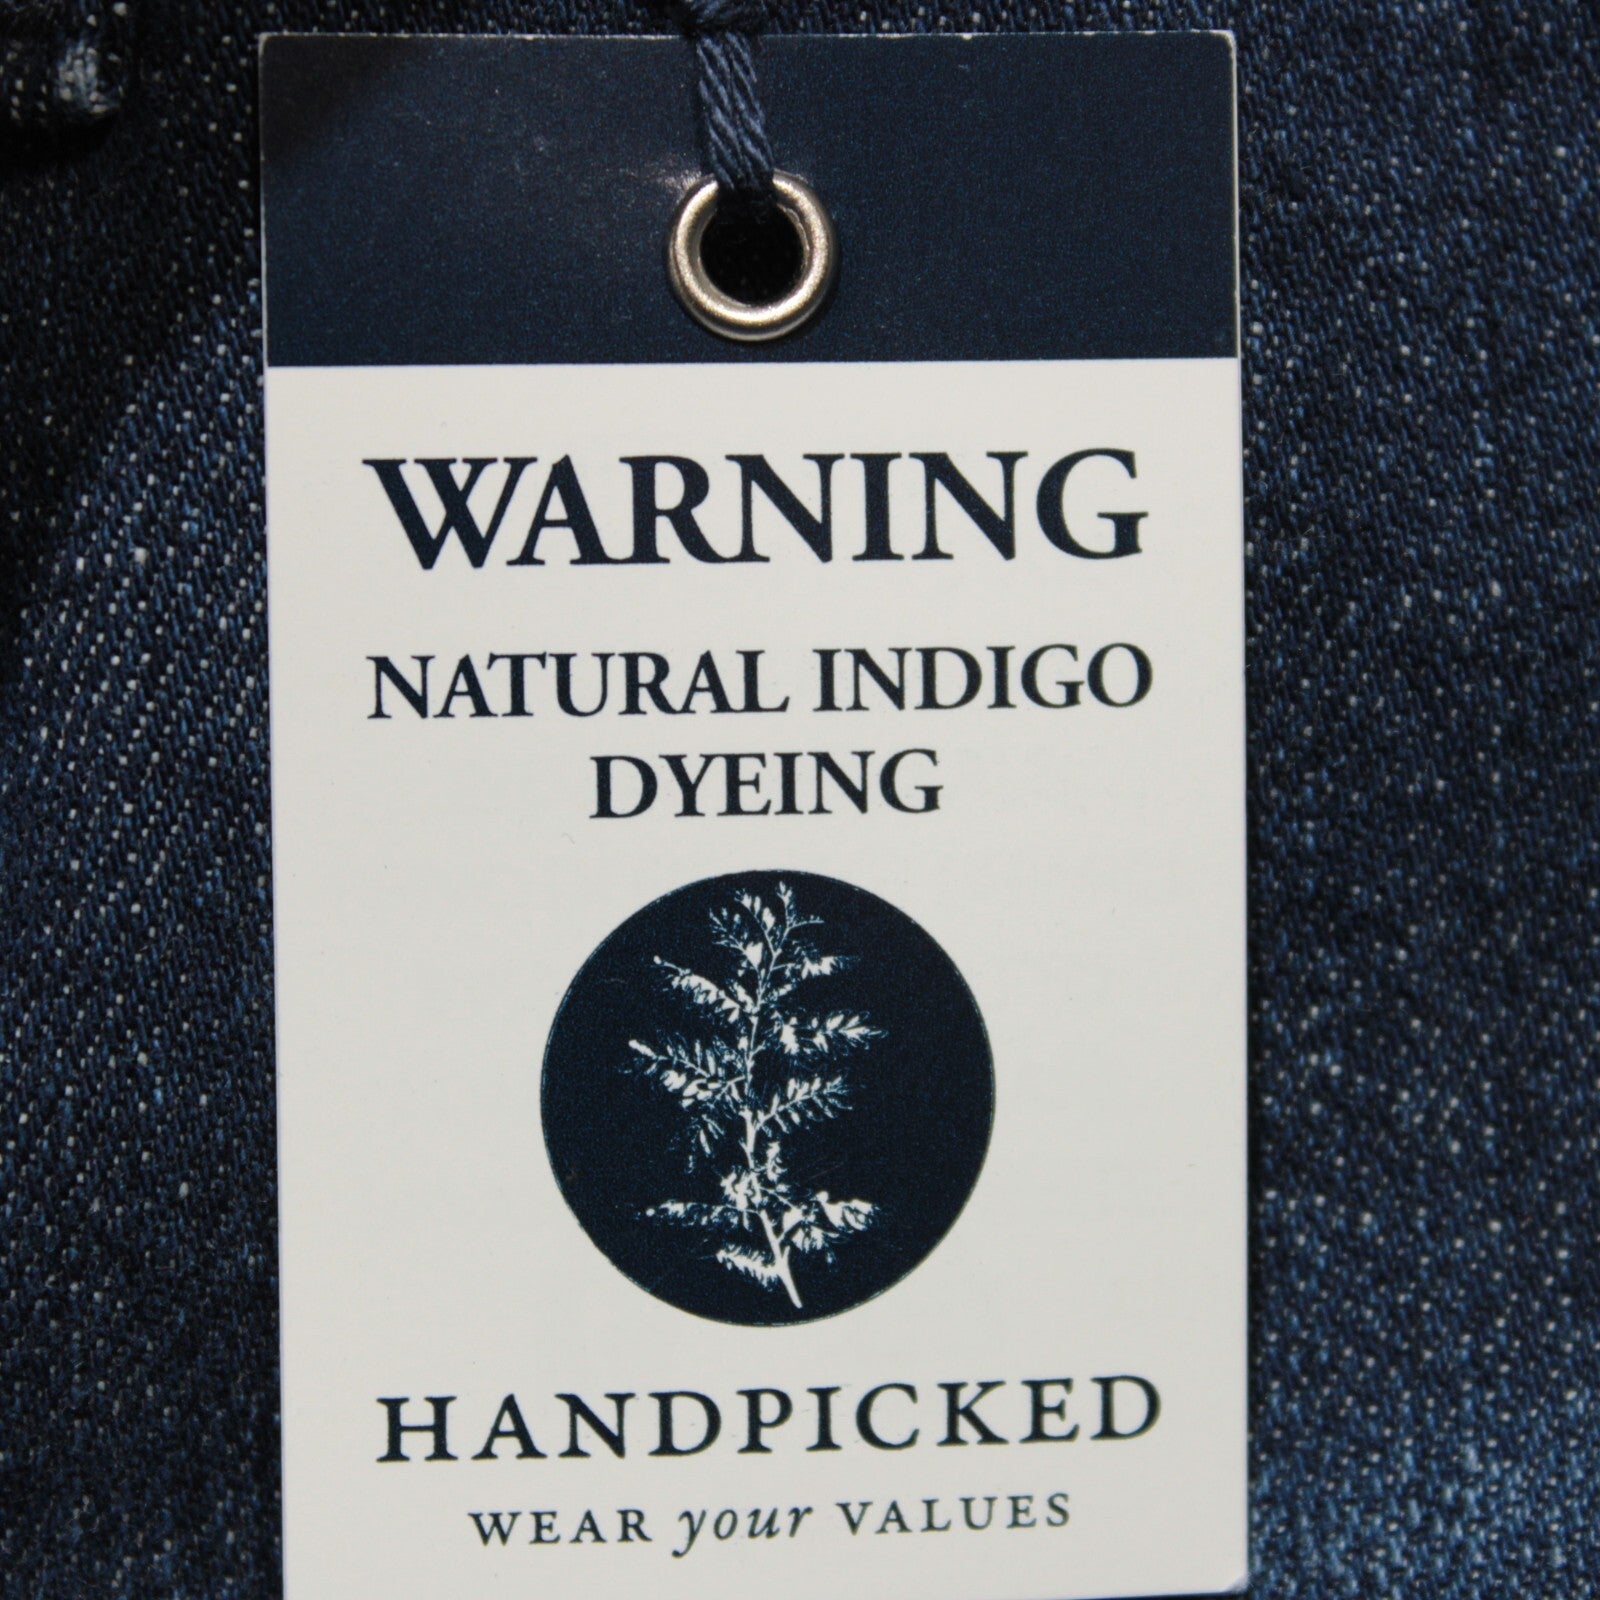 WARNING
NATURAL INDIGO
DYEING
HANDPICKED
WEAR your VALUES